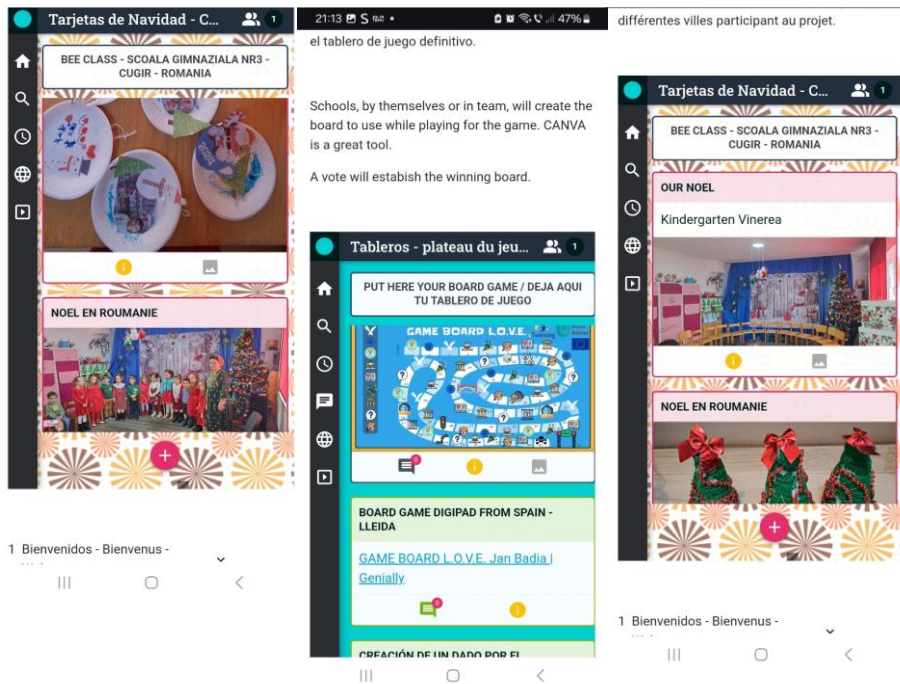 Tarjetas de Navidad - C... 1
BEE CLASS - SCOALA GIMNAZIALA NR3 -
CUGIR - ROMANIA
NOEL EN ROUMANIE
1 Bienvenidos - Bienvenus -
21:13 47%
el tablero de juego definitivo.
Schools, by themselves or in team, will create the
board to use while playing for the game. CANVA
is a great tool.
A vote will estabish the winning board.
Tableros - plateau du jeu... 1
PUT HERE YOUR BOARD GAME / DEJA AQUI
TU TABLERO DE JUEGO
GAME BOARD L.O.V.E.
0
BOARD GAME DIGIPAD FROM SPAIN -
LLEIDA
GAME BOARD L.O.V.E. Jan Badia |
Genially
0
CREACIÓN DE UN DADO POR EL
différentes villes participant au projet.
Tarjetas de Navidad - C... 1
BEE CLASS - SCOALA GIMNAZIALA NR3 -
CUGIR - ROMANIA
OUR NOEL
Kindergarten Vinerea
NOEL EN ROUMANIE
1 Bienvenidos - Bienvenus -